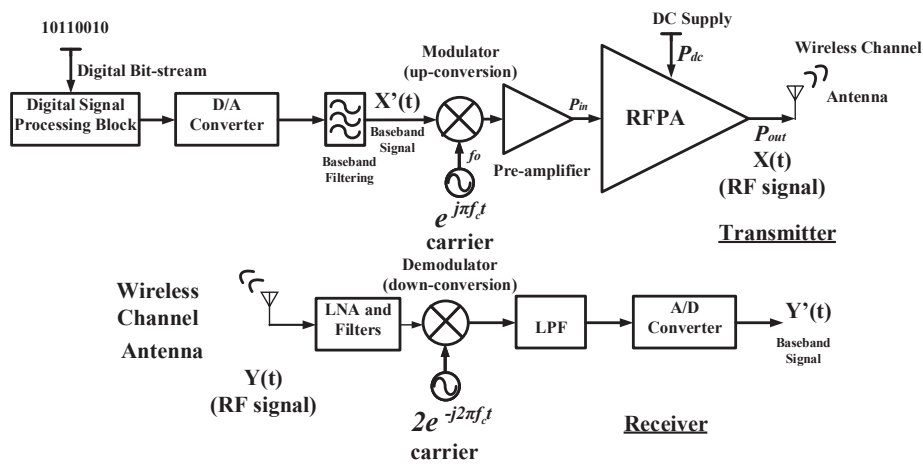 10110010
Digital Bit-stream
Digital Signal
Processing Block
D/A
Converter
Baseband
Filtering
X'(t)
Baseband
Signal
Modulator
(up-conversion)
fo
e jπfct
carrier
Pre-amplifier
Pin
RFPA
DC Supply
Pdc
Pout
X(t)
(RF signal)
Wireless Channel
Antenna
Transmitter
Wireless
Channel
Antenna
Y(t)
(RF signal)
LNA and
Filters
Demodulator
(down-conversion)
2e -j2πfct
carrier
LPF
A/D
Converter
Y'(t)
Baseband
Signal
Receiver